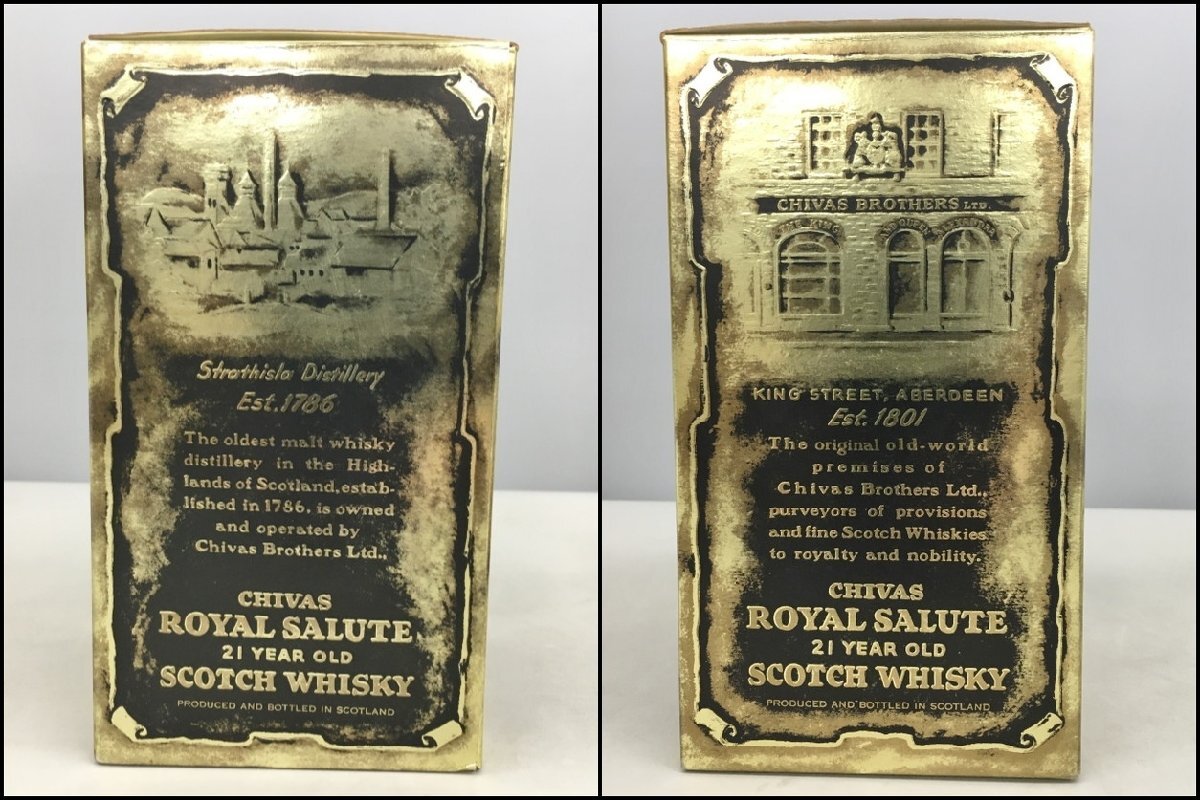 Strathisla Distillery
Est.1786
The oldest malt whisky
distillery in the High-
lands of Scotland, estab-
lished in 1786, is owned
and operated by
Chivas Brothers Ltd.,
CHIVAS
ROYAL SALUTE
21 YEAR OLD
SCOTCH WHISKY
PRODUCED AND BOTTLED IN SCOTLAND
CHIVAS BROTHERS LTD.
KING STREET, ABERDEEN
Est. 1801
The original old-world
premises of
Chivas Brothers Ltd.,
purveyors of provisions
and fine Scotch Whiskies
to royalty and nobility.
CHIVAS
ROYAL SALUTE
21 YEAR OLD
SCOTCH WHISKY
PRODUCED AND BOTTLED IN SCOTLAND